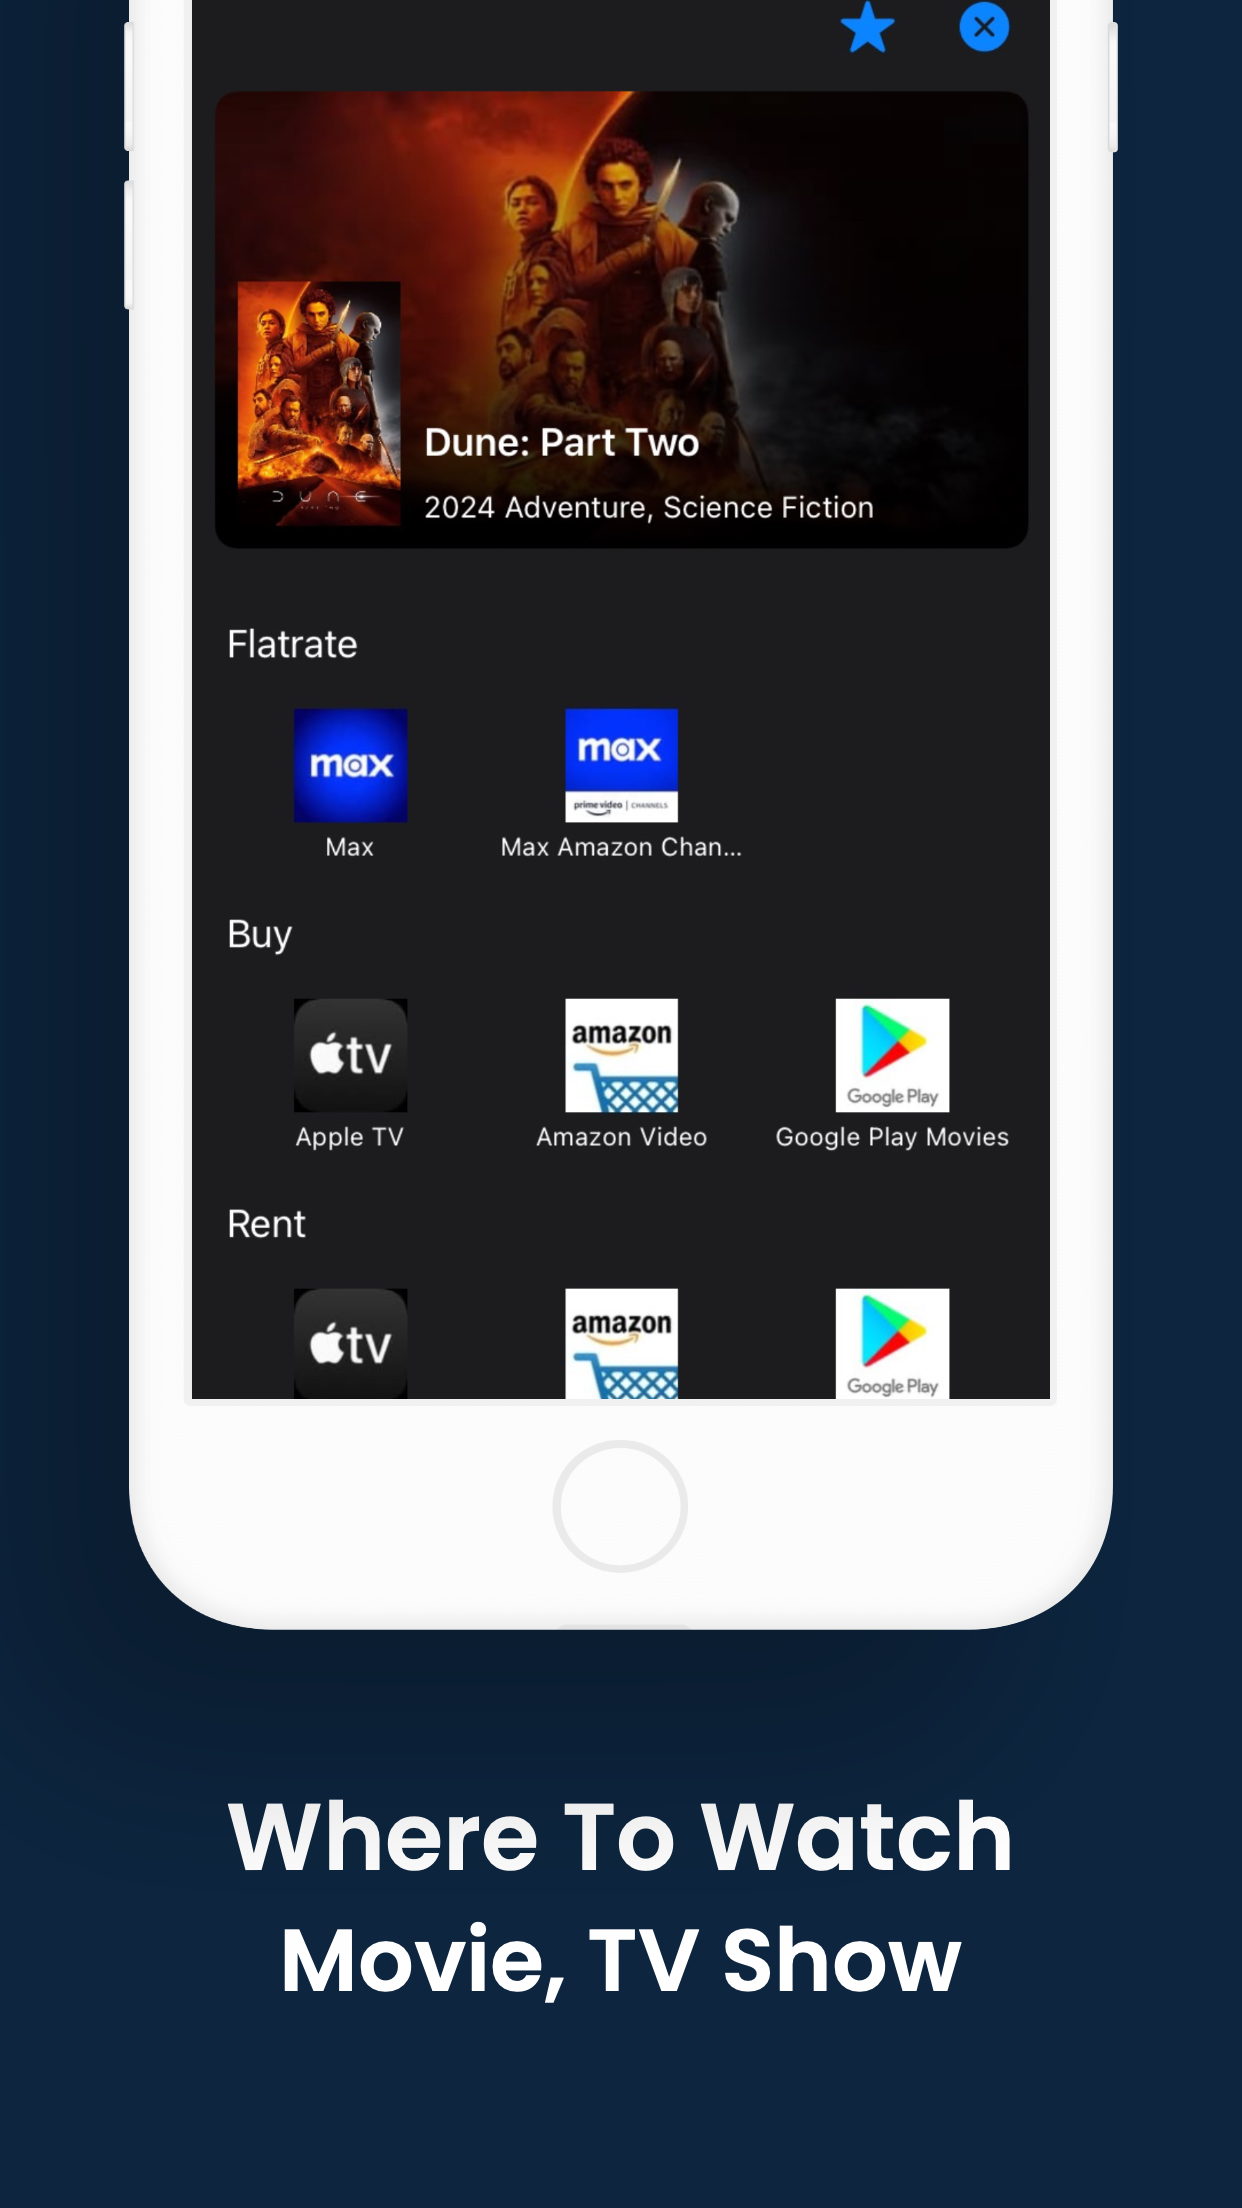 DUNE
Dune: Part Two
2024 Adventure, Science Fiction
Flatrate
max
max
prime video | CHANNELS
Max
Max Amazon Chan...
Buy
tv
amazon
Google Play
Apple TV
Amazon Video
Google Play Movies
Rent
tv
amazon
Google Play
Where To Watch
Movie, TV Show